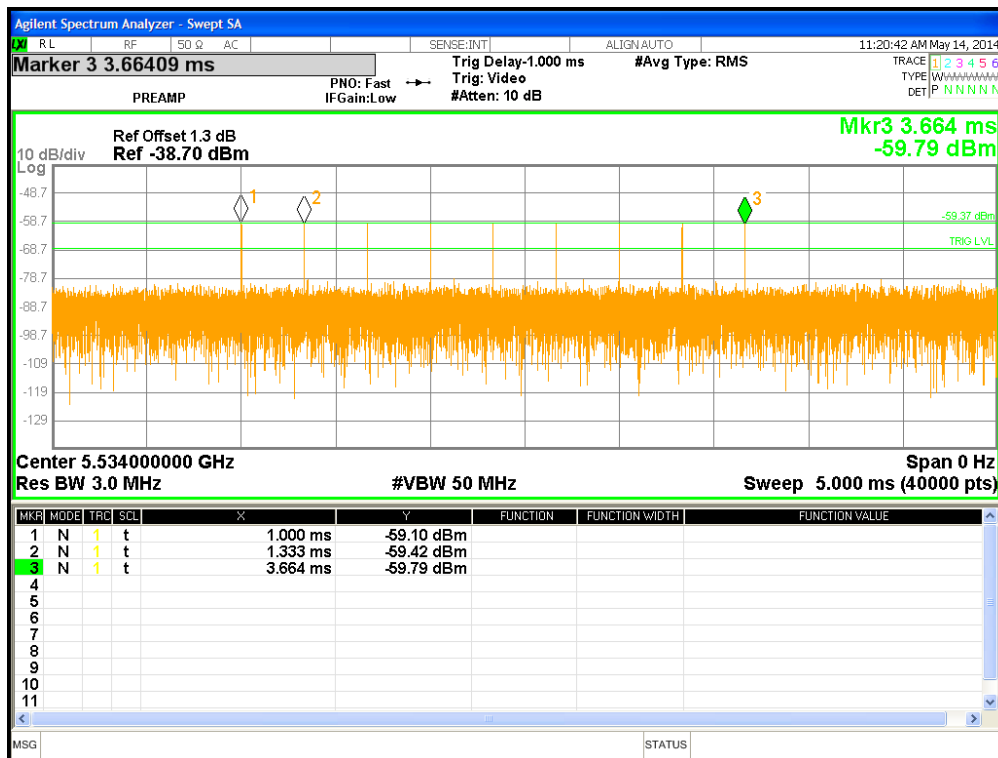 Agilent Spectrum Analyzer - Swept SA
LXI RL RF 50 Ω AC SENSE:INT ALIGN AUTO 11:20:42 AM May 14, 2014
Marker 3 3.66409 ms
PREAMP
PNO: Fast
IFGain:Low
Trig Delay-1.000 ms
Trig: Video
#Atten: 10 dB
#Avg Type: RMS
TRACE 1 2 3 4 5 6
TYPE
DET P N N N N N
Mkr3 3.664 ms
-59.79 dBm
Ref Offset 1.3 dB
10 dB/div Ref -38.70 dBm
Log
1
2
3
-48.7
-58.7
-59.37 dBm
-68.7
TRIG LVL
-78.7
-88.7
-98.7
-109
-119
-129
Center 5.534000000 GHz Span 0 Hz
Res BW 3.0 MHz #VBW 50 MHz Sweep 5.000 ms (40000 pts)
MKR MODE TRC SCL X Y FUNCTION FUNCTION WIDTH FUNCTION VALUE
1 N 1 t 1.000 ms -59.10 dBm
2 N 1 t 1.333 ms -59.42 dBm
3 N 1 t 3.664 ms -59.79 dBm
4
5
6
7
8
9
10
11
MSG STATUS